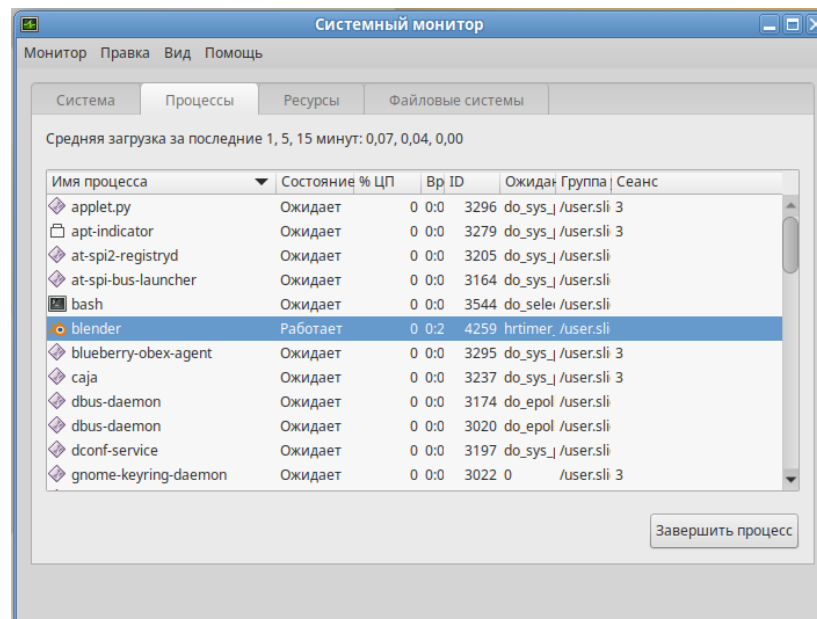 Системный монитор
Монитор Правка Вид Помощь
Система Процессы Ресурсы Файловые системы
Средняя загрузка за последние 1, 5, 15 минут: 0,07, 0,04, 0,00
Имя процесса Состояние % ЦП Вр ID Ожидан Группа Сеанс
applet.py Ожидает 0 0:0 3296 do_sys_ /user.sli 3
apt-indicator Ожидает 0 0:0 3279 do_sys_ /user.sli 3
at-spi2-registryd Ожидает 0 0:0 3205 do_sys_ /user.sli
at-spi-bus-launcher Ожидает 0 0:0 3164 do_sys_ /user.sli
bash Ожидает 0 0:0 3544 do_sele /user.sli
blender Работает 0 0:2 4259 hrtimer_ /user.sli
blueberry-obex-agent Ожидает 0 0:0 3295 do_sys_ /user.sli 3
caja Ожидает 0 0:0 3237 do_sys_ /user.sli 3
dbus-daemon Ожидает 0 0:0 3174 do_epol /user.sli
dbus-daemon Ожидает 0 0:0 3020 do_epol /user.sli
dconf-service Ожидает 0 0:0 3197 do_sys_ /user.sli
gnome-keyring-daemon Ожидает 0 0:0 3022 0 /user.sli 3
Завершить процесс